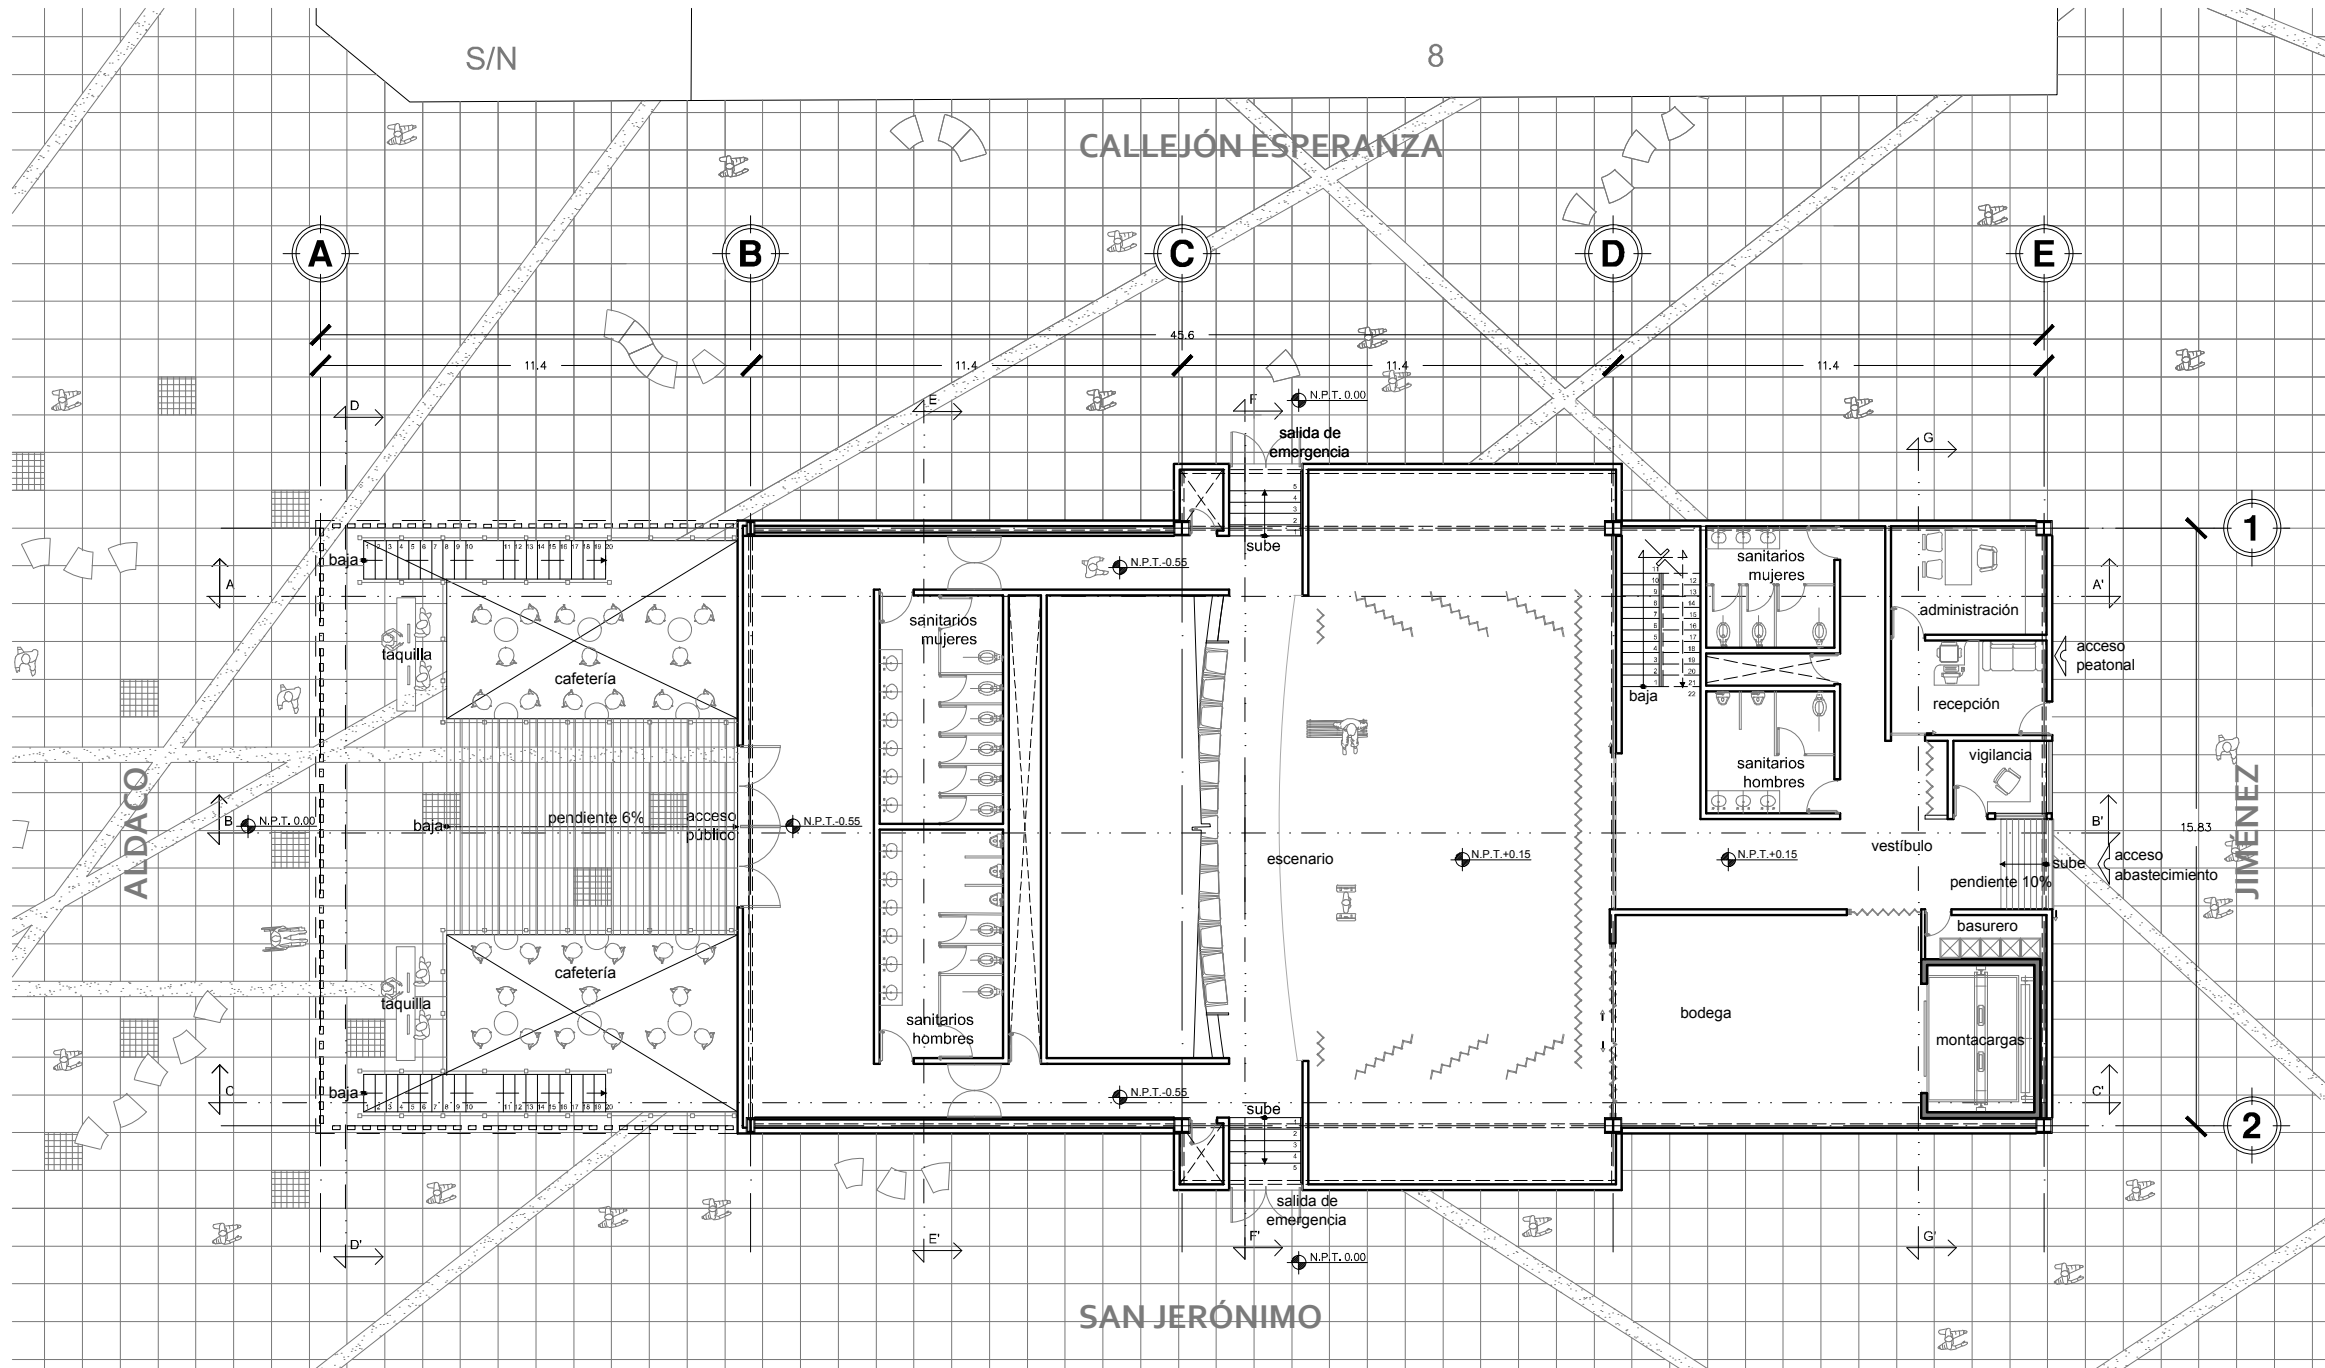 S/N
8
CALLEJÓN ESPERANZA
A
B
C
D
E
45.6
11.4
11.4
11.4
11.4
D
E
F
N.P.T. 0.00
G
salida de
emergencia
1
sube
baja
N.P.T.-0.55
sanitarios
mujeres
A
A'
sanitarios
mujeres
administración
taquilla
cafetería
acceso
peatonal
baja
recepción
vigilancia
sanitarios
hombres
ALDACO
JIMÉNEZ
B
N.P.T. 0.00
baja
pendiente 6%
acceso
público
N.P.T.-0.55
B'
15.83
escenario
N.P.T.+0.15
N.P.T.+0.15
vestíbulo
sube
acceso
abastecimiento
pendiente 10%
basurero
cafetería
taquilla
bodega
sanitarios
hombres
montacargas
baja
C
N.P.T.-0.55
C'
sube
2
salida de
emergencia
D'
E'
F'
G'
N.P.T. 0.00
SAN JERÓNIMO